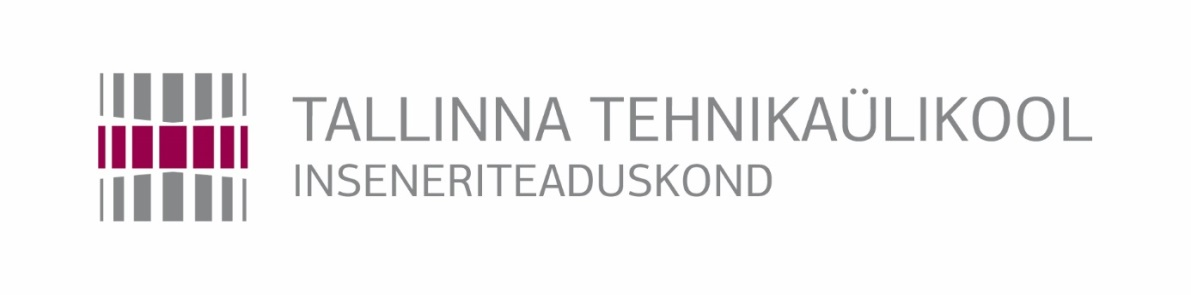 TALLINNA TEHNIKAÜLIKOOL
INSENERITEADUSKOND